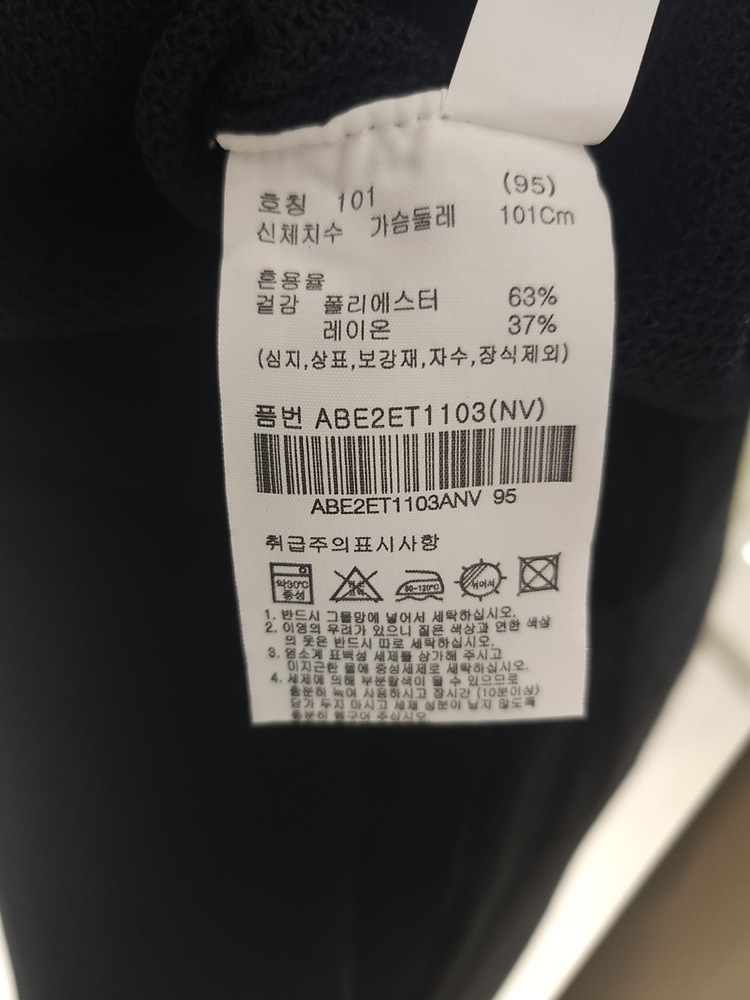 호칭 101 (95)
신체치수 가슴둘레 101Cm
혼용율
겉감 폴리에스터 63%
레이온 37%
(심지,상표,보강재,자수,장식제외)
품번 ABE2ET1103(NV)
ABE2ET1103ANV 95
취급주의표시사항
약30℃
중성
80~120℃
뉘어서
1. 반드시 그물망에 넣어서 세탁하십시오.
2. 이염의 우려가 있으니 짙은 색상과 연한 색상
의 옷은 반드시 따로 세탁하십시오.
3. 염소계 표백성 세제를 삼가해 주시고
미지근한 물에 중성세제로 세탁하십시오.
4. 세제에 의해 부분탈색이 될 수 있으므로
충분히 녹여 사용하시고 장시간 (10분이상)
담가 두지 마시고 세제 성분이 남지 않도록
충분히 헹구어 주십시오